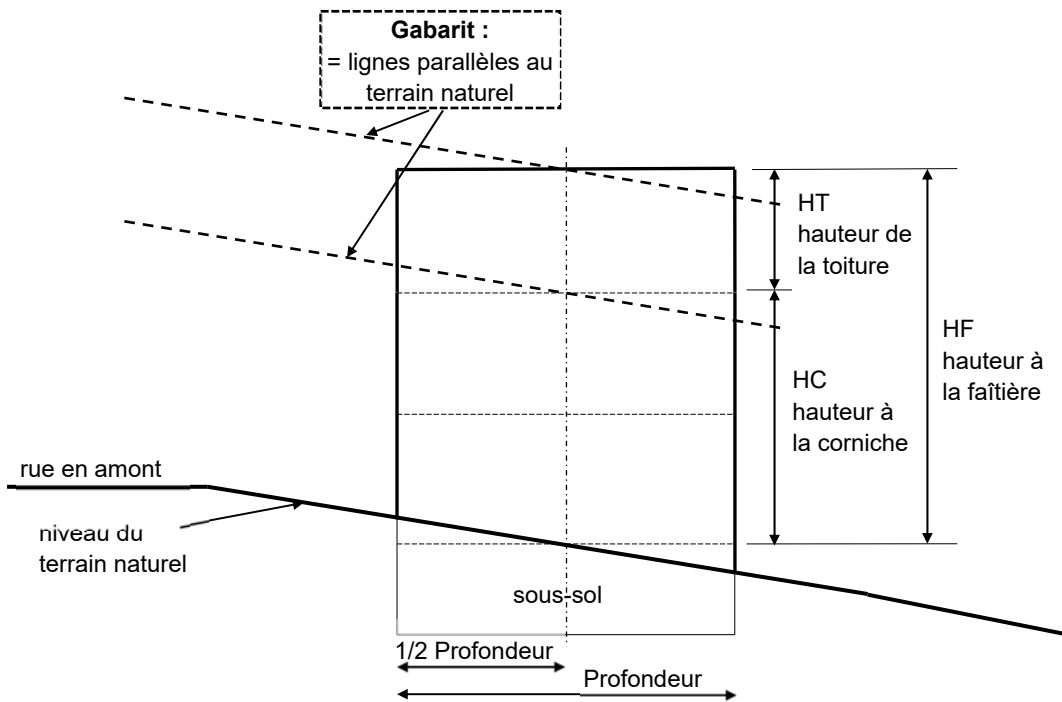 Gabarit :
= lignes parallèles au
terrain naturel
HT
hauteur de
la toiture
HF
hauteur à
la faîtière
HC
hauteur à
la corniche
rue en amont
niveau du
terrain naturel
sous-sol
1/2 Profondeur
Profondeur